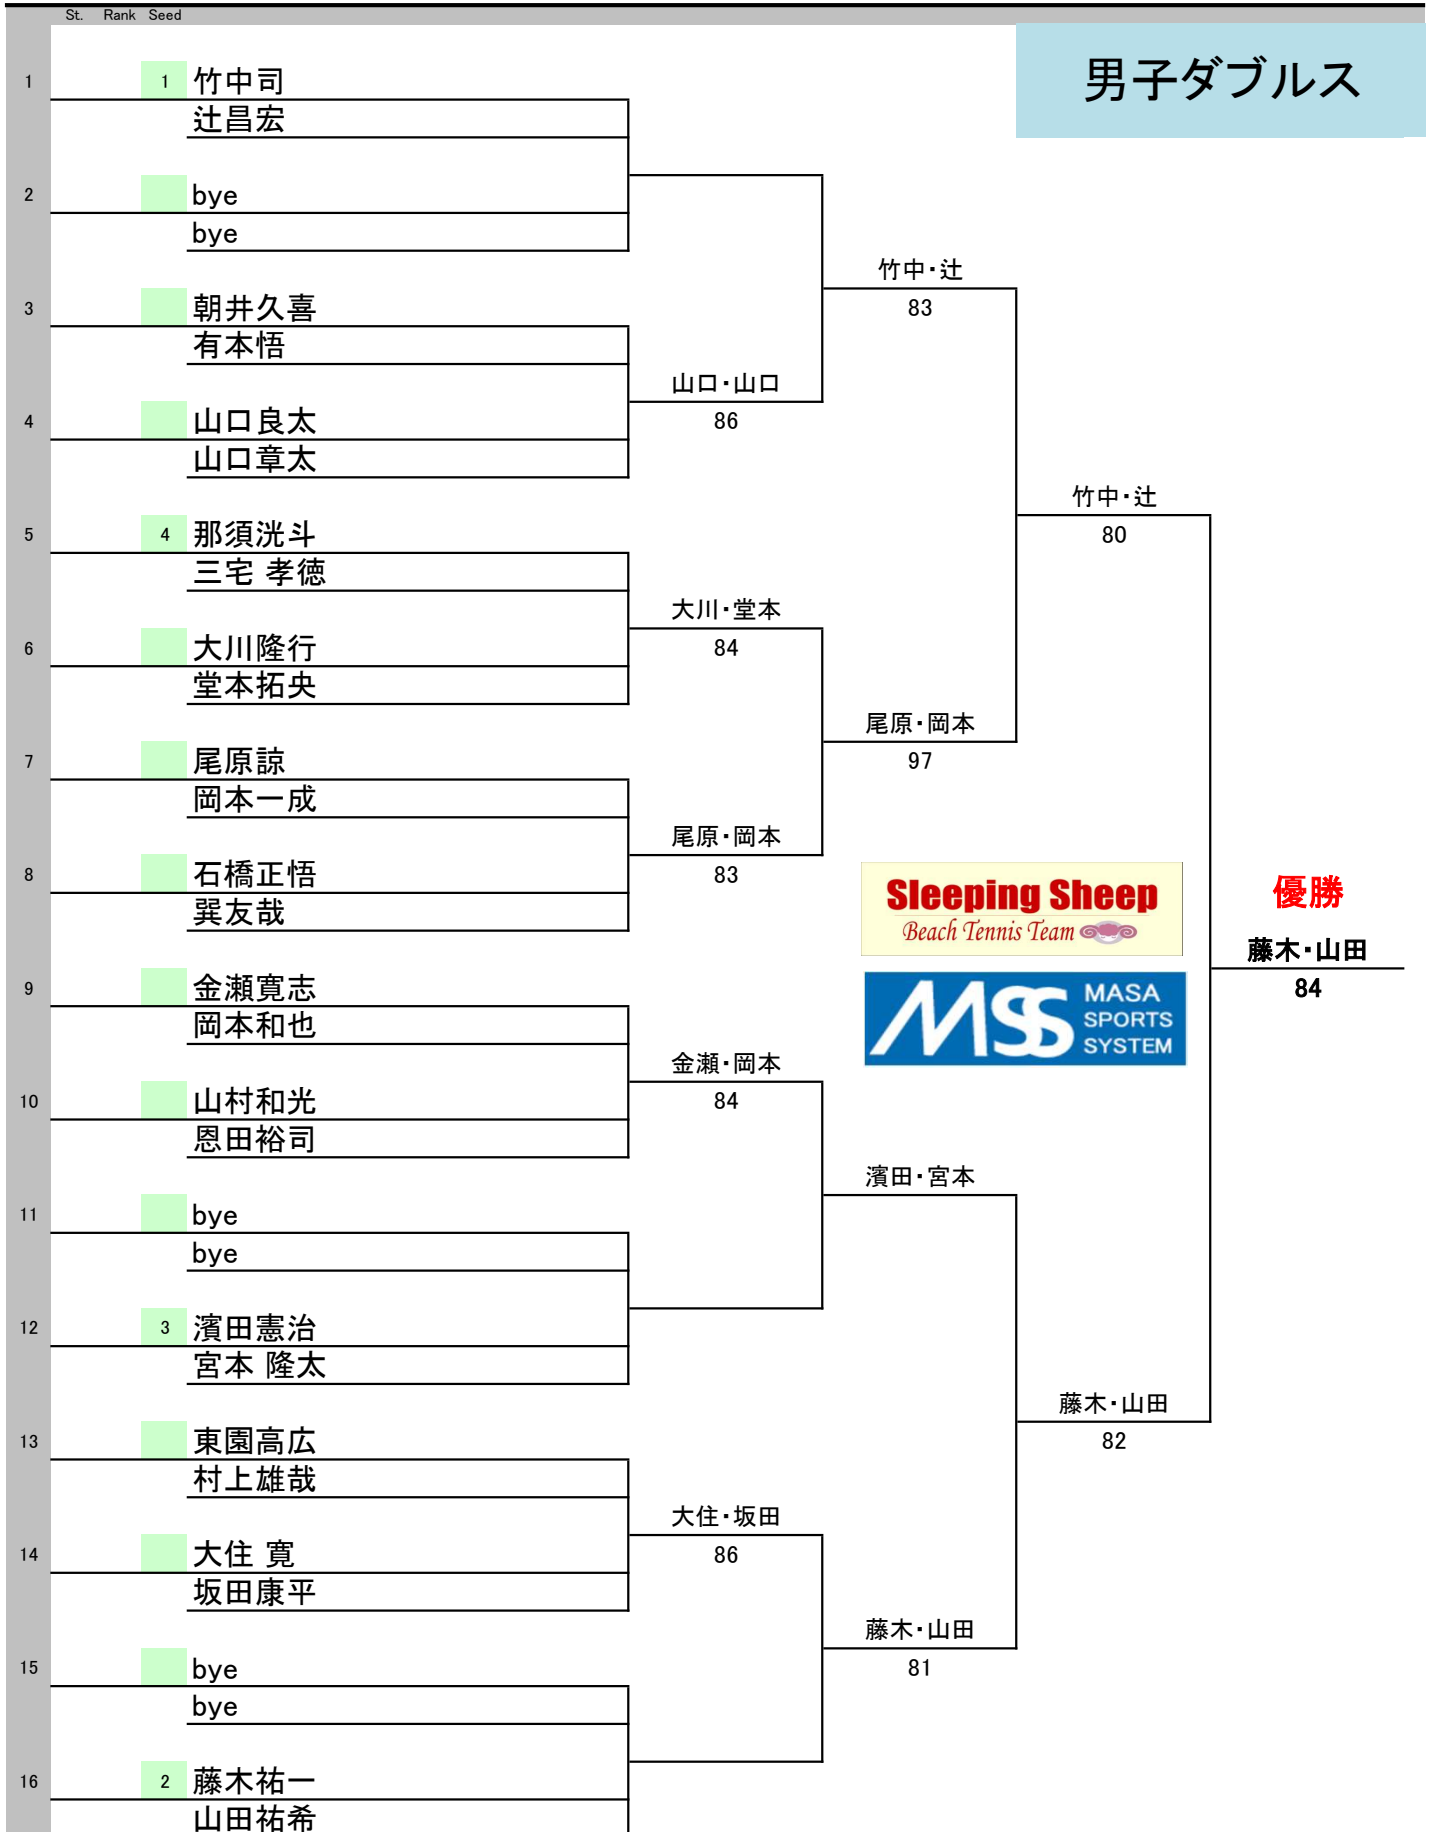 St. Rank Seed
男子ダブルス
1 1 竹中司
辻昌宏
2 bye
bye
竹中・辻
83
3 朝井久喜
有本悟
山口・山口
86
4 山口良太
山口章太
竹中・辻
80
5 4 那須洸斗
三宅 孝徳
大川・堂本
84
6 大川隆行
堂本拓央
尾原・岡本
97
7 尾原諒
岡本一成
尾原・岡本
83
8 石橋正悟
巽友哉
Sleeping Sheep
Beach Tennis Team
優勝
藤木・山田
84
MSS MASA
SPORTS
SYSTEM
9 金瀬寛志
岡本和也
金瀬・岡本
84
10 山村和光
恩田裕司
濱田・宮本
11 bye
bye
12 3 濱田憲治
宮本 隆太
藤木・山田
82
13 東園高広
村上雄哉
大住・坂田
86
14 大住 寛
坂田康平
藤木・山田
81
15 bye
bye
16 2 藤木祐一
山田祐希